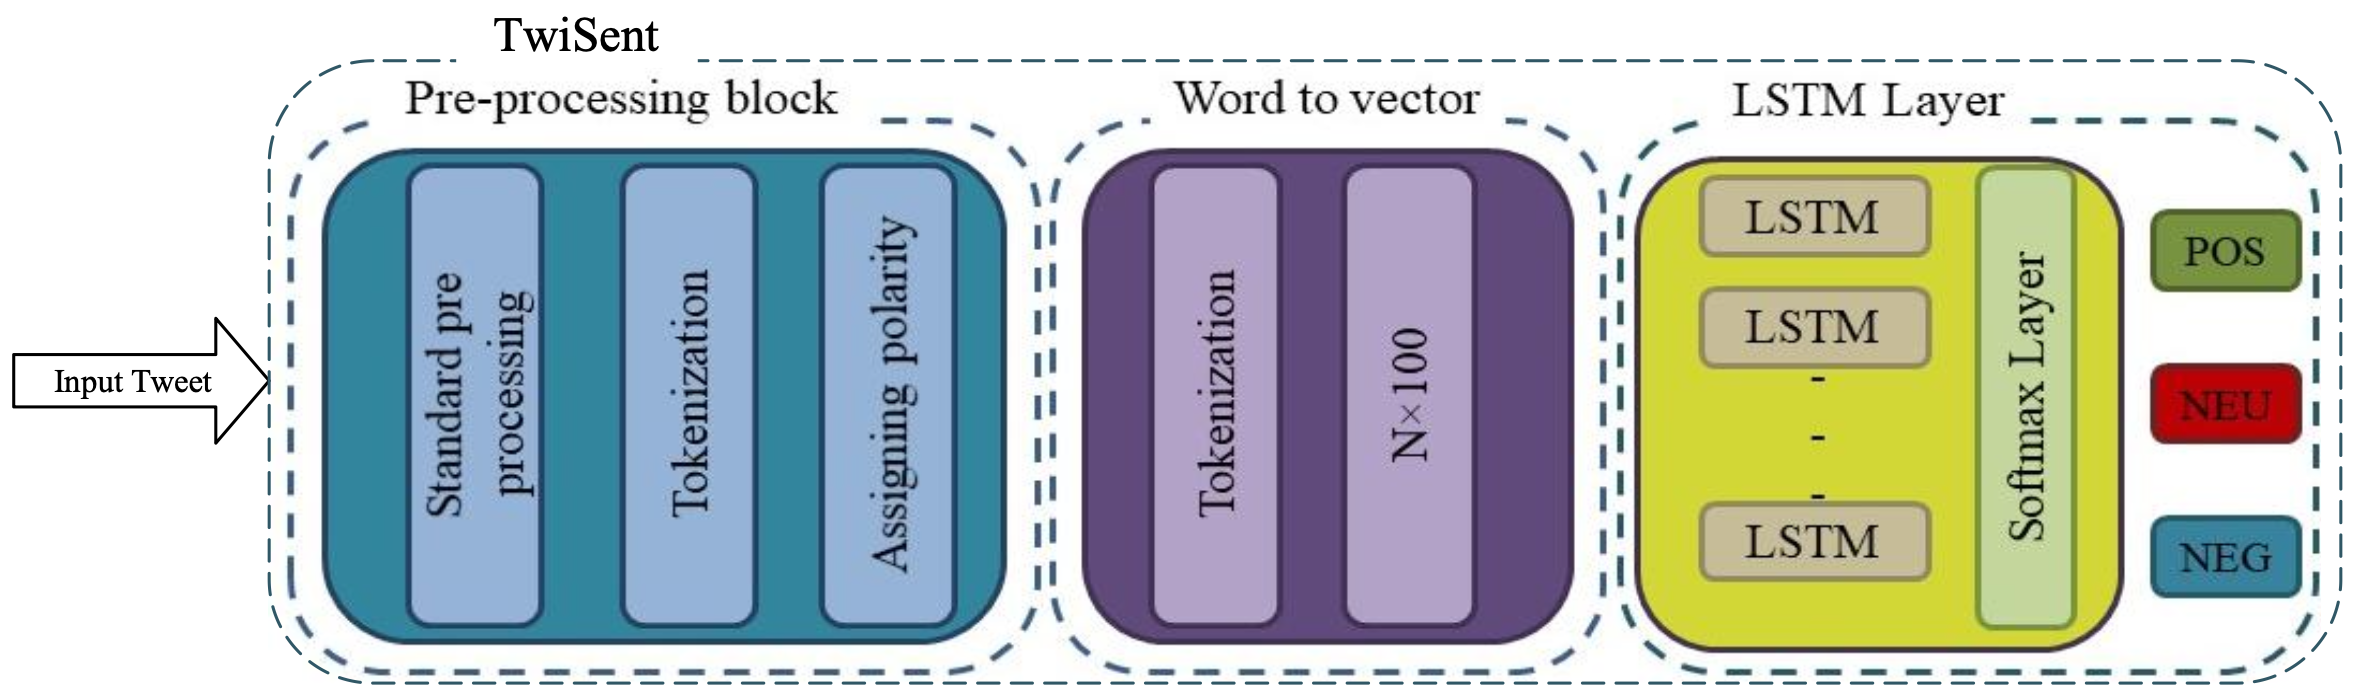 TwiSent
Pre-processing block
Word to vector
LSTM Layer
Input Tweet
Standard pre
processing
Tokenization
Assigning polarity
Tokenization
N×100
LSTM
LSTM
-
-
-
LSTM
Softmax Layer
POS
NEU
NEG